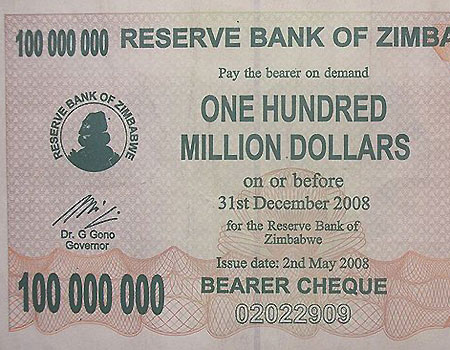 100 000 000 RESERVE BANK OF ZIMBA
Pay the bearer on demand
ONE HUNDRED
MILLION DOLLARS
RESERVE BANK OF ZIMBABWE
on or before
31st December 2008
for the Reserve Bank of
Zimbabwe
Dr. G Gono
Governor
Issue date: 2nd May 2008
100 000 000
BEARER CHEQUE
02022909